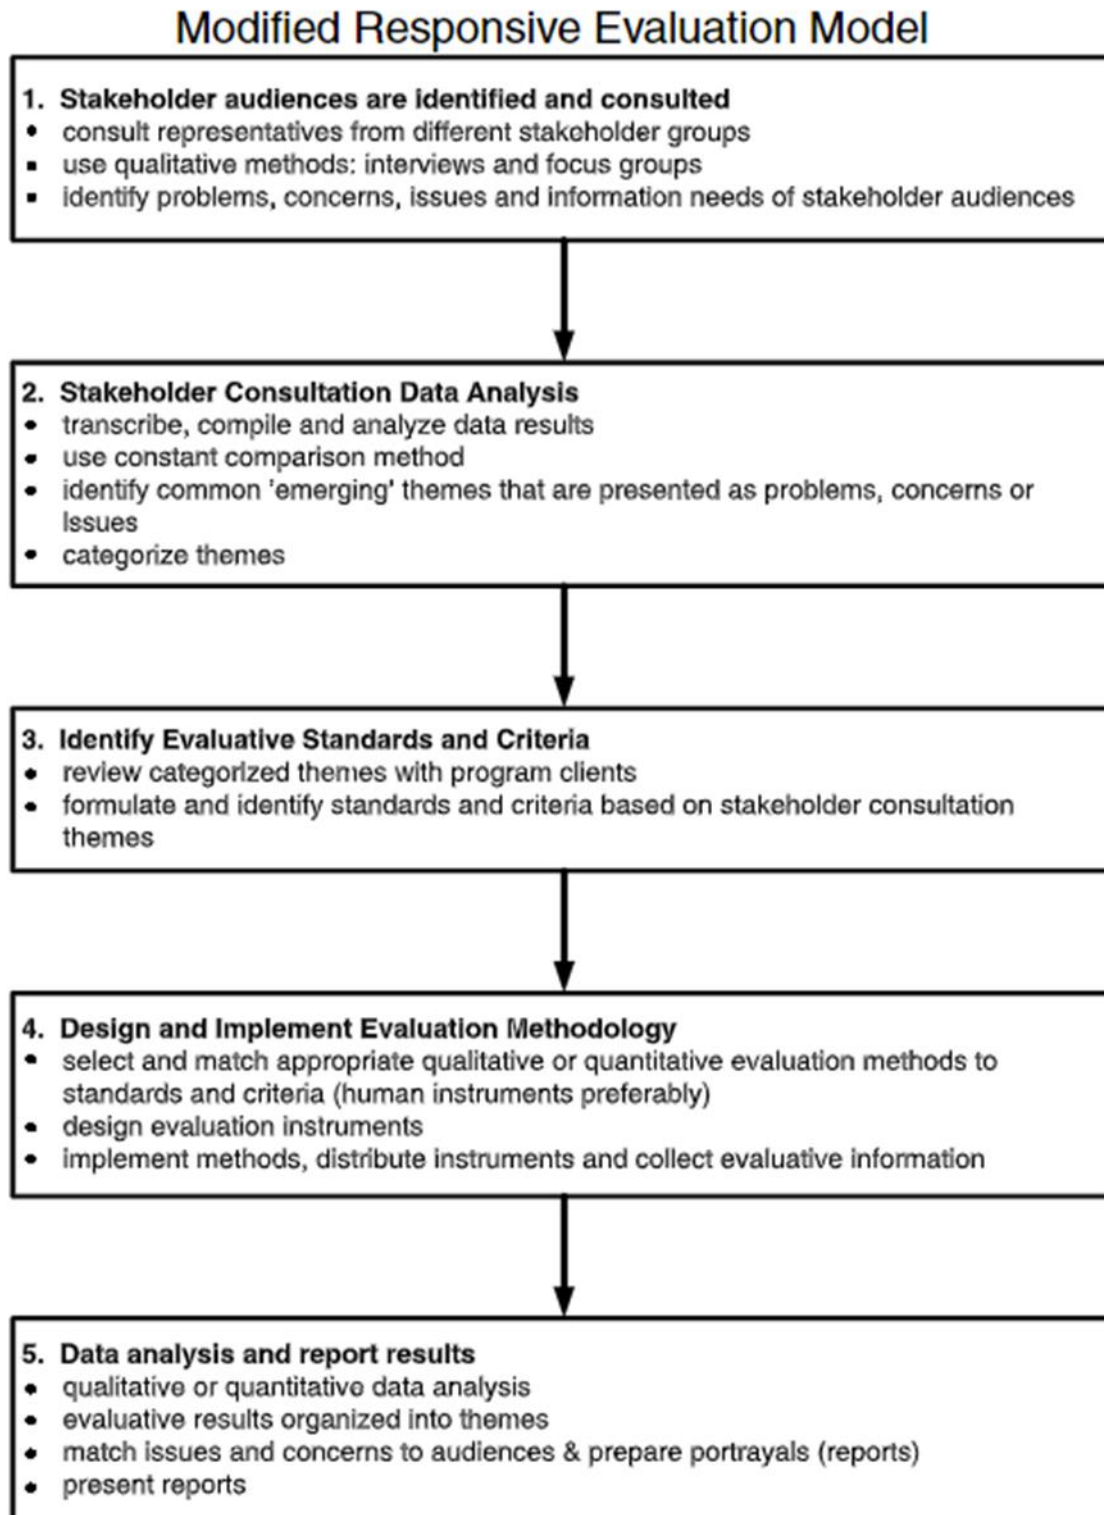 Modified Responsive Evaluation Model
1. Stakeholder audiences are identified and consulted
• consult representatives from different stakeholder groups
▪ use qualitative methods: interviews and focus groups
▪ identify problems, concerns, issues and information needs of stakeholder audiences
2. Stakeholder Consultation Data Analysis
• transcribe, compile and analyze data results
• use constant comparison method
• identify common 'emerging' themes that are presented as problems, concerns or
Issues
• categorize themes
3. Identify Evaluative Standards and Criteria
• review categorized themes with program clients
• formulate and identify standards and criteria based on stakeholder consultation
themes
4. Design and Implement Evaluation Methodology
• select and match appropriate qualitative or quantitative evaluation methods to
standards and criteria (human instruments preferably)
• design evaluation instruments
• implement methods, distribute instruments and collect evaluative information
5. Data analysis and report results
• qualitative or quantitative data analysis
• evaluative results organized into themes
• match issues and concerns to audiences & prepare portrayals (reports)
• present reports